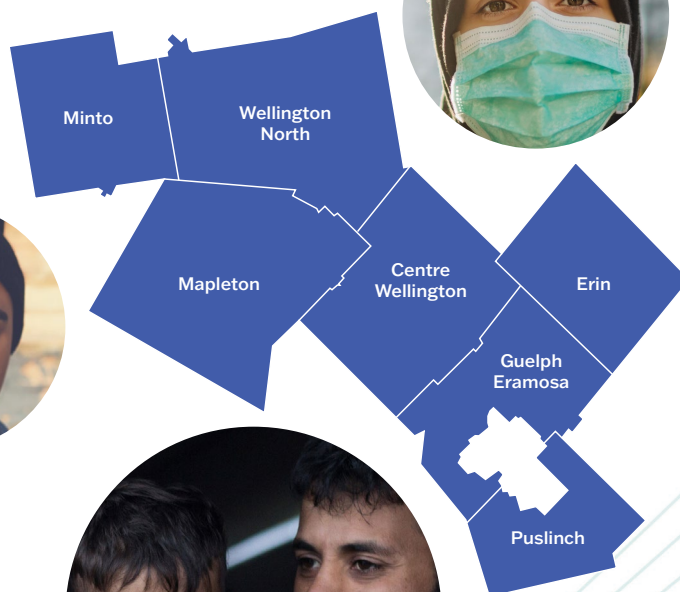 Minto
Wellington
North
Mapleton
Centre
Wellington
Erin
Guelph
Eramosa
Puslinch